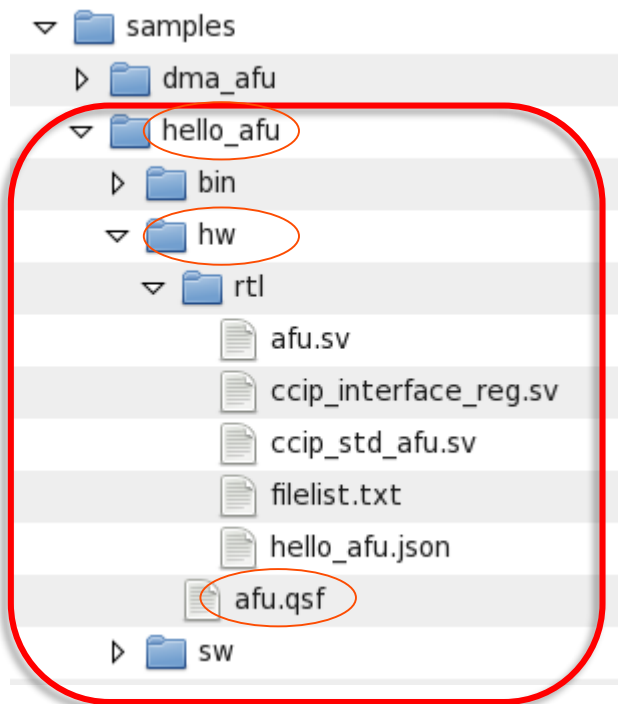 samples
dma_afu
hello_afu
bin
hw
rtl
afu.sv
ccip_interface_reg.sv
ccip_std_afu.sv
filelist.txt
hello_afu.json
afu.qsf
sw